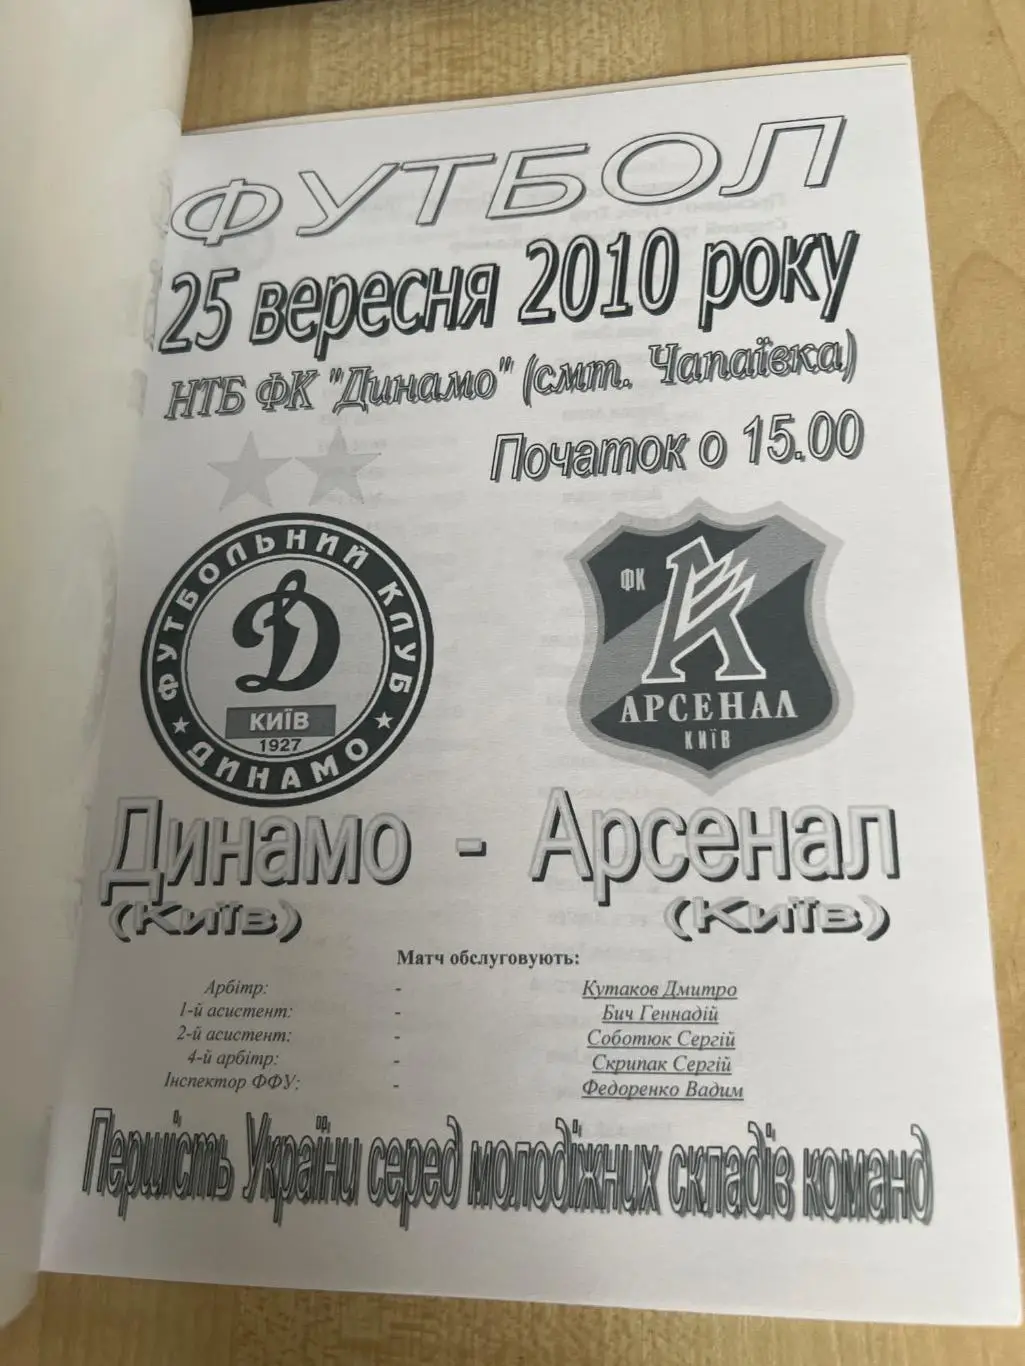 ФУТБОЛ
25 вересня 2010 року
НТБ ФК "Динамо" (смт. Чапаївка)
Початок о 15.00
ФУТБОЛЬНИЙ КЛУБ
Д
КИЇВ
1927
ДИНАМО
ФК
К
АРСЕНАЛ
КИЇВ
Динамо - Арсенал
(Київ) (Київ)
Матч обслуговують:
Арбітр: - Кутаков Дмитро
1-й асистент: - Бич Геннадій
2-й асистент: - Соботюк Сергій
4-й арбітр: - Скрипак Сергій
Інспектор ФФУ: - Федоренко Вадим
Першість України серед молодіжних складів команд